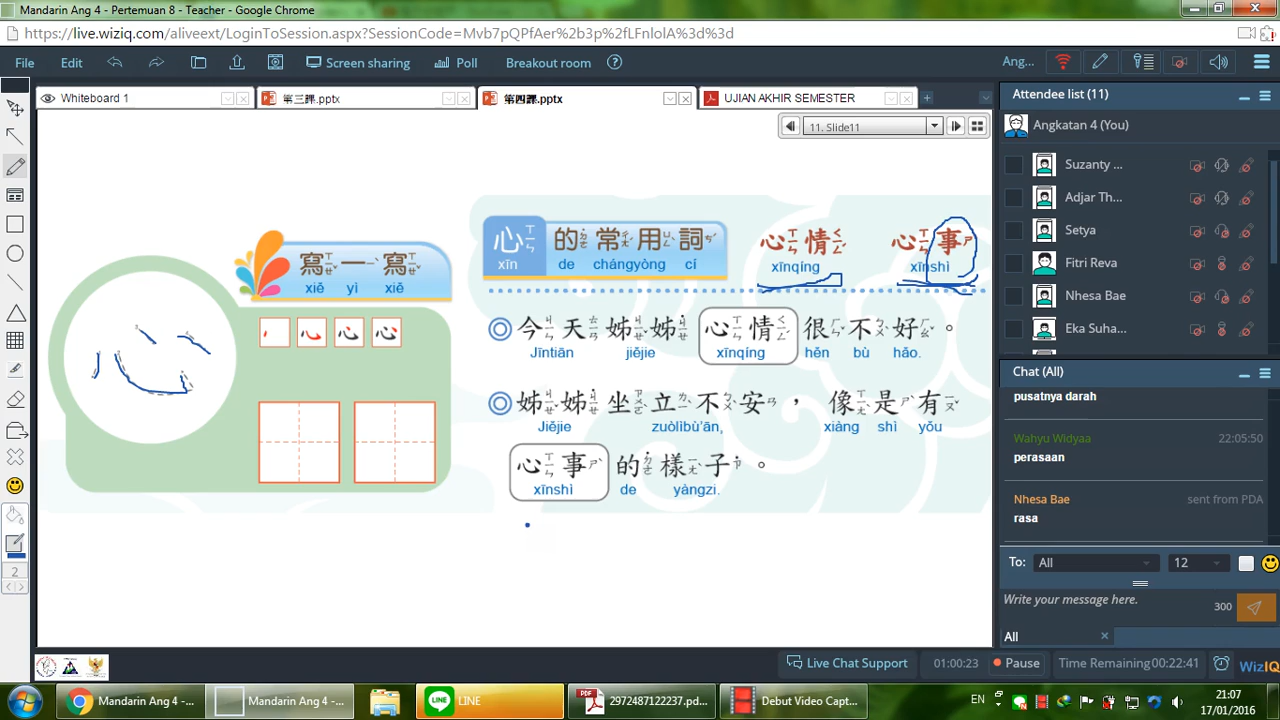 Mandarin Ang 4 - Pertemuan 8 - Teacher - Google Chrome
https://live.wiziq.com/aliveext/LoginToSession.aspx?SessionCode=Mvb7pQPfAer%2b3p%2fLFnlolA%3d%3d
File Edit Screen sharing Poll Breakout room Ang...
Whiteboard 1 第三課.pptx 第四課.pptx UJIAN AKHIR SEMESTER
11. Slide11
寫一寫
xiě yì xiě
心
心的常用詞
xīn de chángyòng cí
心情 心事
xīnqíng xīnshì
今天姊姊心情很不好。
Jīntiān jiějie xīnqíng hěn bù hǎo.
姊姊坐立不安，像是有
Jiějie zuòlìbù'ān, xiàng shì yǒu
心事的樣子。
xīnshì de yàngzi.
2
Attendee list (11)
Angkatan 4 (You)
Suzanty ...
Adjar Th...
Setya
Fitri Reva
Nhesa Bae
Eka Suha...
Chat (All)
pusatnya darah
Wahyu Widyaa 22:05:50
perasaan
Nhesa Bae sent from PDA
rasa
To: All 12
Write your message here. 300
All
Live Chat Support 01:00:23 Pause Time Remaining 00:22:41 WizIQ
Mandarin Ang 4 -... Mandarin Ang 4 -... LINE 2972487122237.pd... Debut Video Capt... EN 21:07
17/01/2016